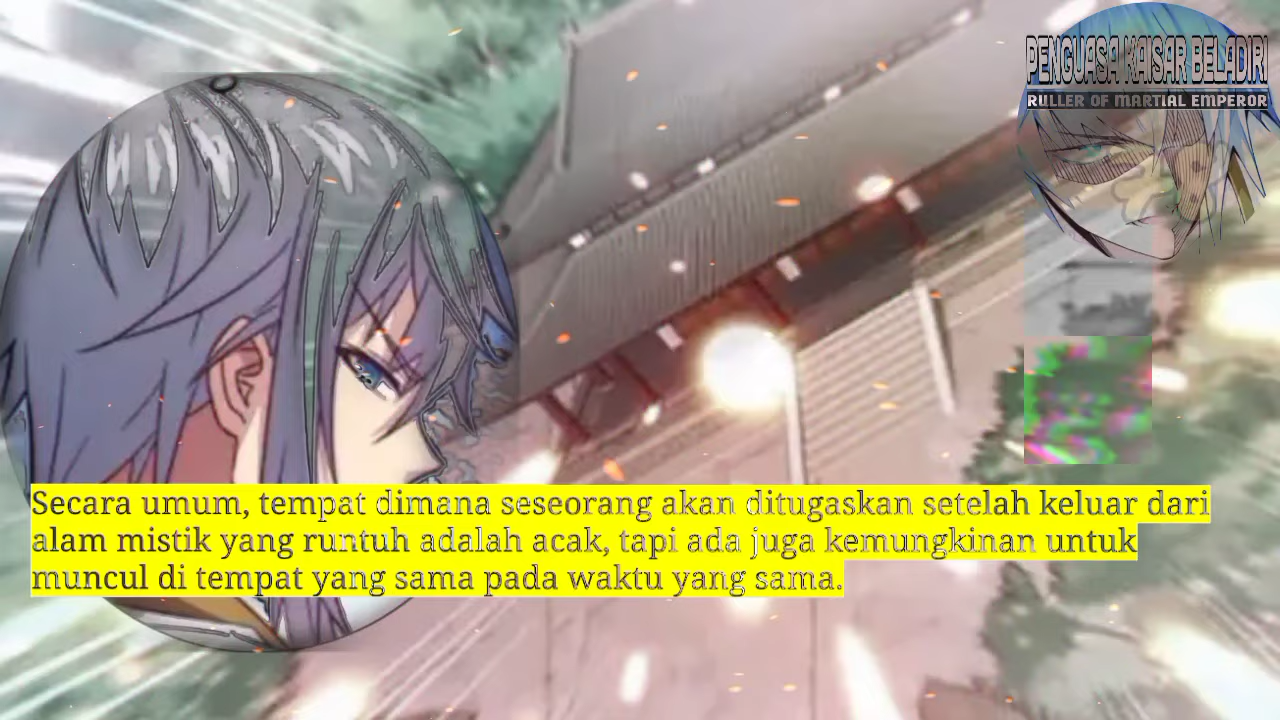 PENGUASA KAISAR BELADIRI
RULLER OF MARTIAL EMPEROR
Secara umum, tempat dimana seseorang akan ditugaskan setelah keluar dari
alam mistik yang runtuh adalah acak, tapi ada juga kemungkinan untuk
muncul di tempat yang sama pada waktu yang sama.